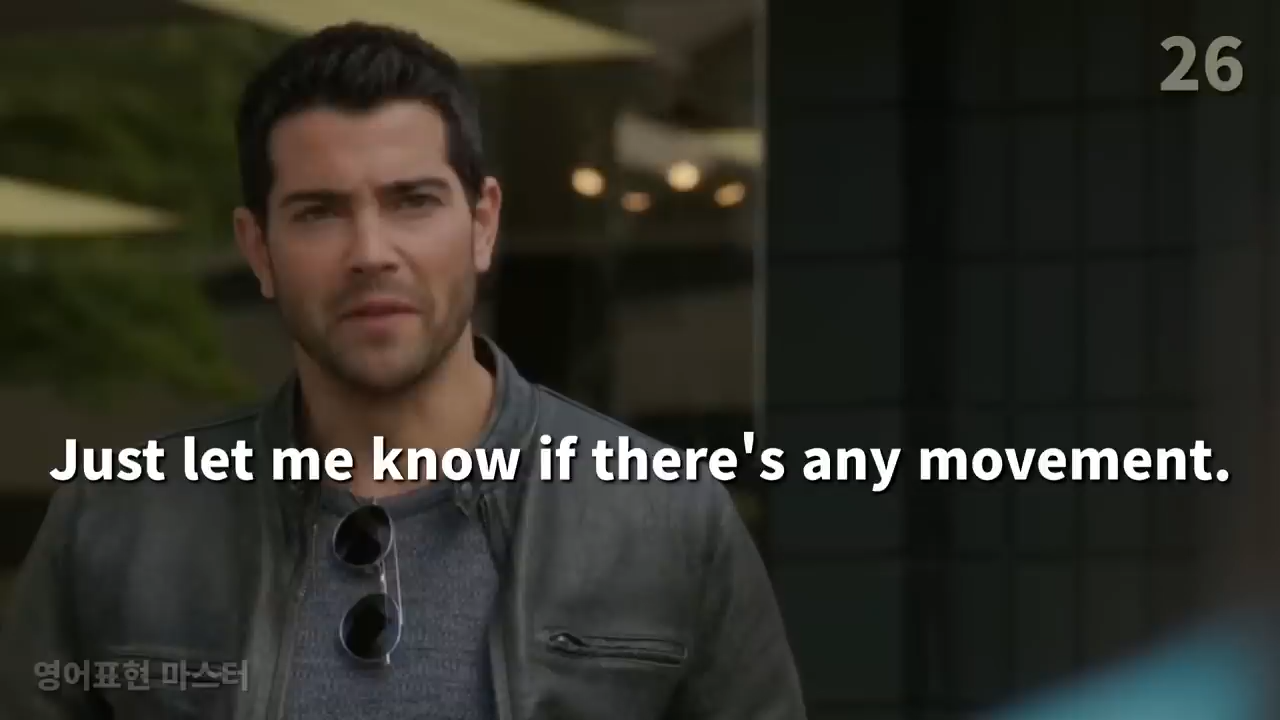 26
Just let me know if there's any movement.
영어표현 마스터